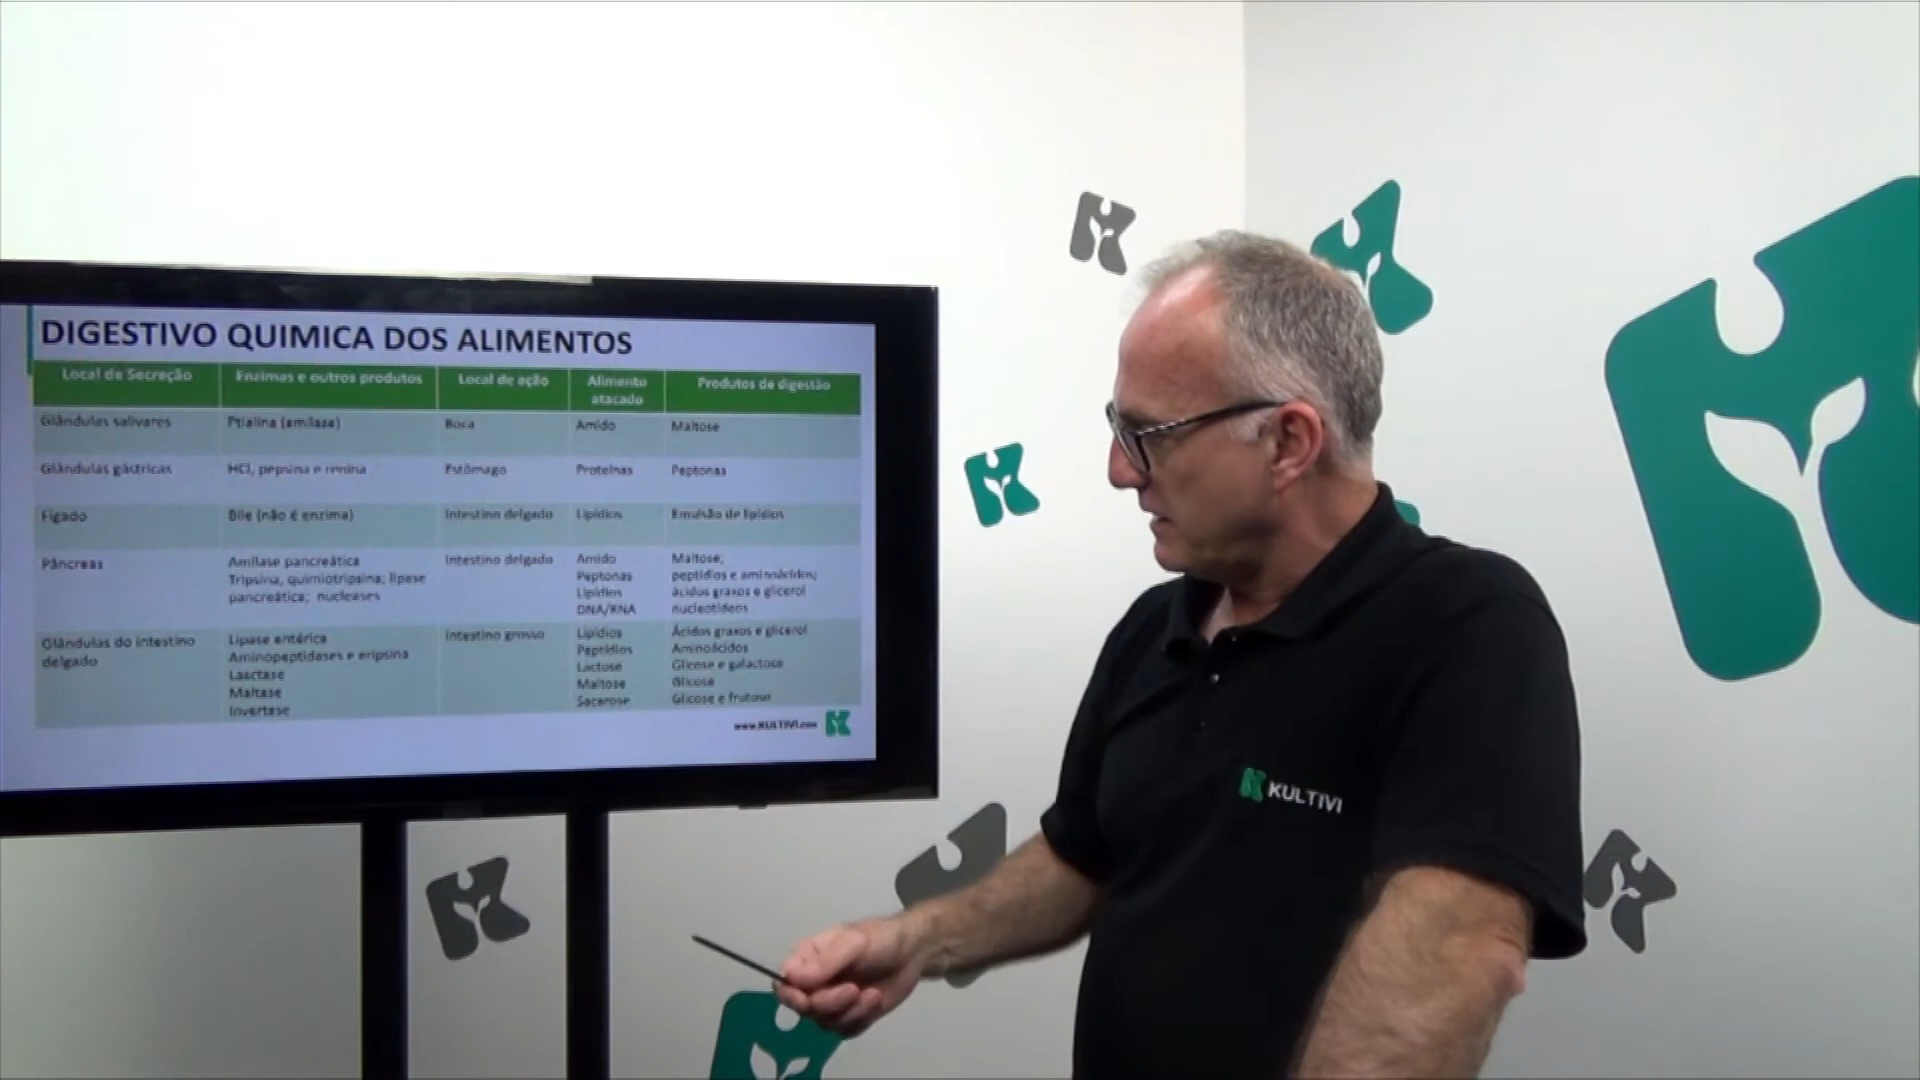 DIGESTIVO QUIMICA DOS ALIMENTOS
Local de Secreção Enzimas e outros produtos Local de ação Alimento atacado Produtos de digestão
Glândulas salivares Ptialina (amilase) Boca Amido Maltose
Glândulas gástricas HCl, pepsina e renina Estômago Proteínas Peptonas
Fígado Bile (não é enzima) Intestino delgado Lipídios Emulsão de lipídios
Pâncreas Amilase pancreática Intestino delgado Amido Maltose;
Tripsina, quimiotripsina; lipase Peptonas peptídios e aminoácidos;
pancreática; nucleases Lipídios ácidos graxos e glicerol
DNA/RNA nucleotídeos
Glândulas do intestino Lipase entérica Intestino grosso Lipídios Ácidos graxos e glicerol
delgado Aminopeptidases e eripsina Peptídios Aminoácidos
Lasctase Lactose Glicose e galactose
Maltase Maltose Glicose
Invertase Sacarose Glicose e frutose
www.KULTIVI.com
KULTIVI